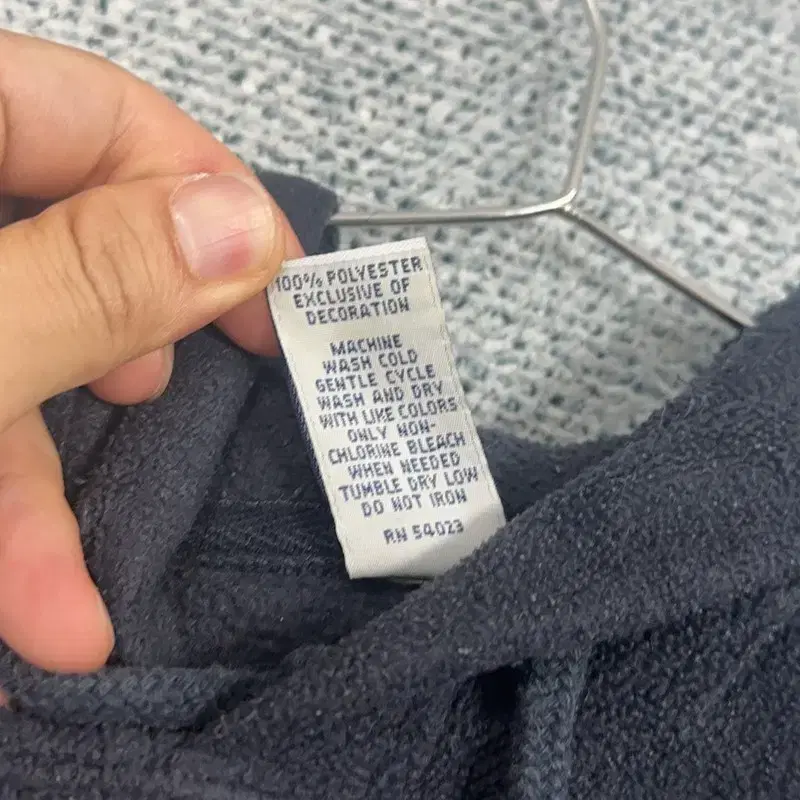 100% POLYESTER
EXCLUSIVE OF
DECORATION
MACHINE
WASH COLD
GENTLE CYCLE
WASH AND DRY
WITH LIKE COLORS
ONLY NON-
CHLORINE BLEACH
WHEN NEEDED
TUMBLE DRY LOW
DO NOT IRON
RN 54023